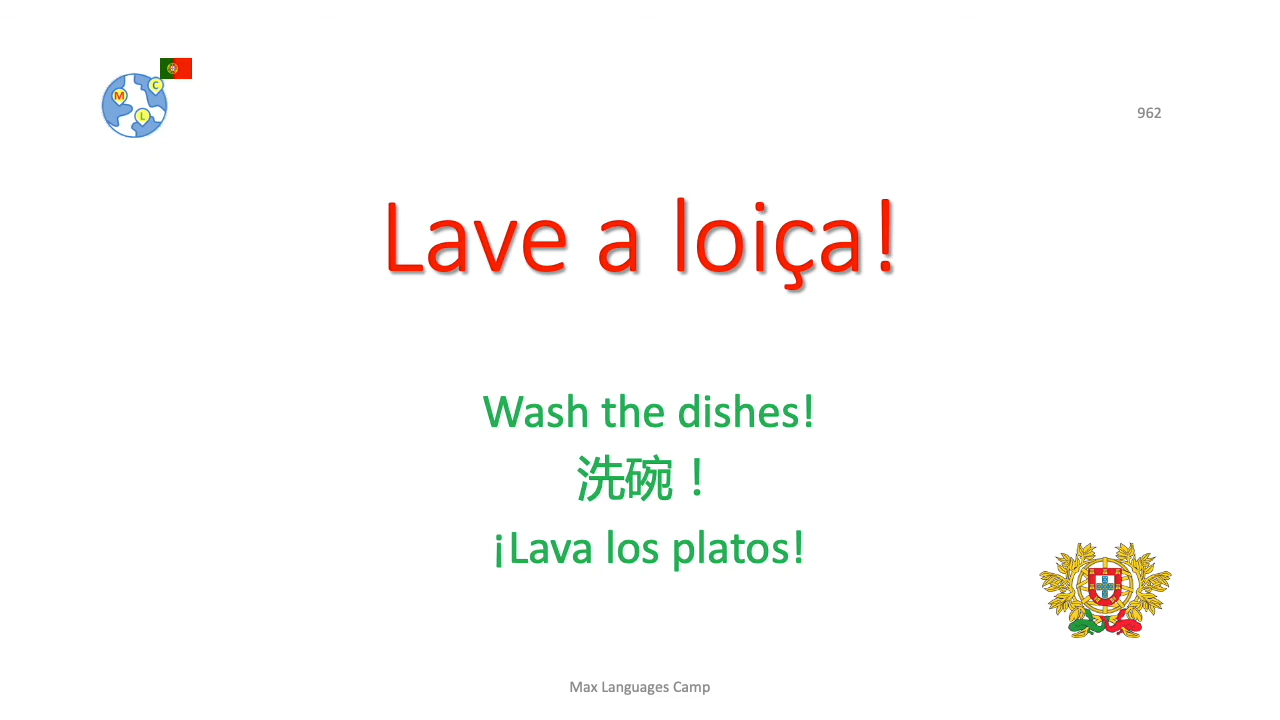 M
C
L
962
Lave a loiça!
Wash the dishes!
洗碗！
¡Lava los platos!
Max Languages Camp